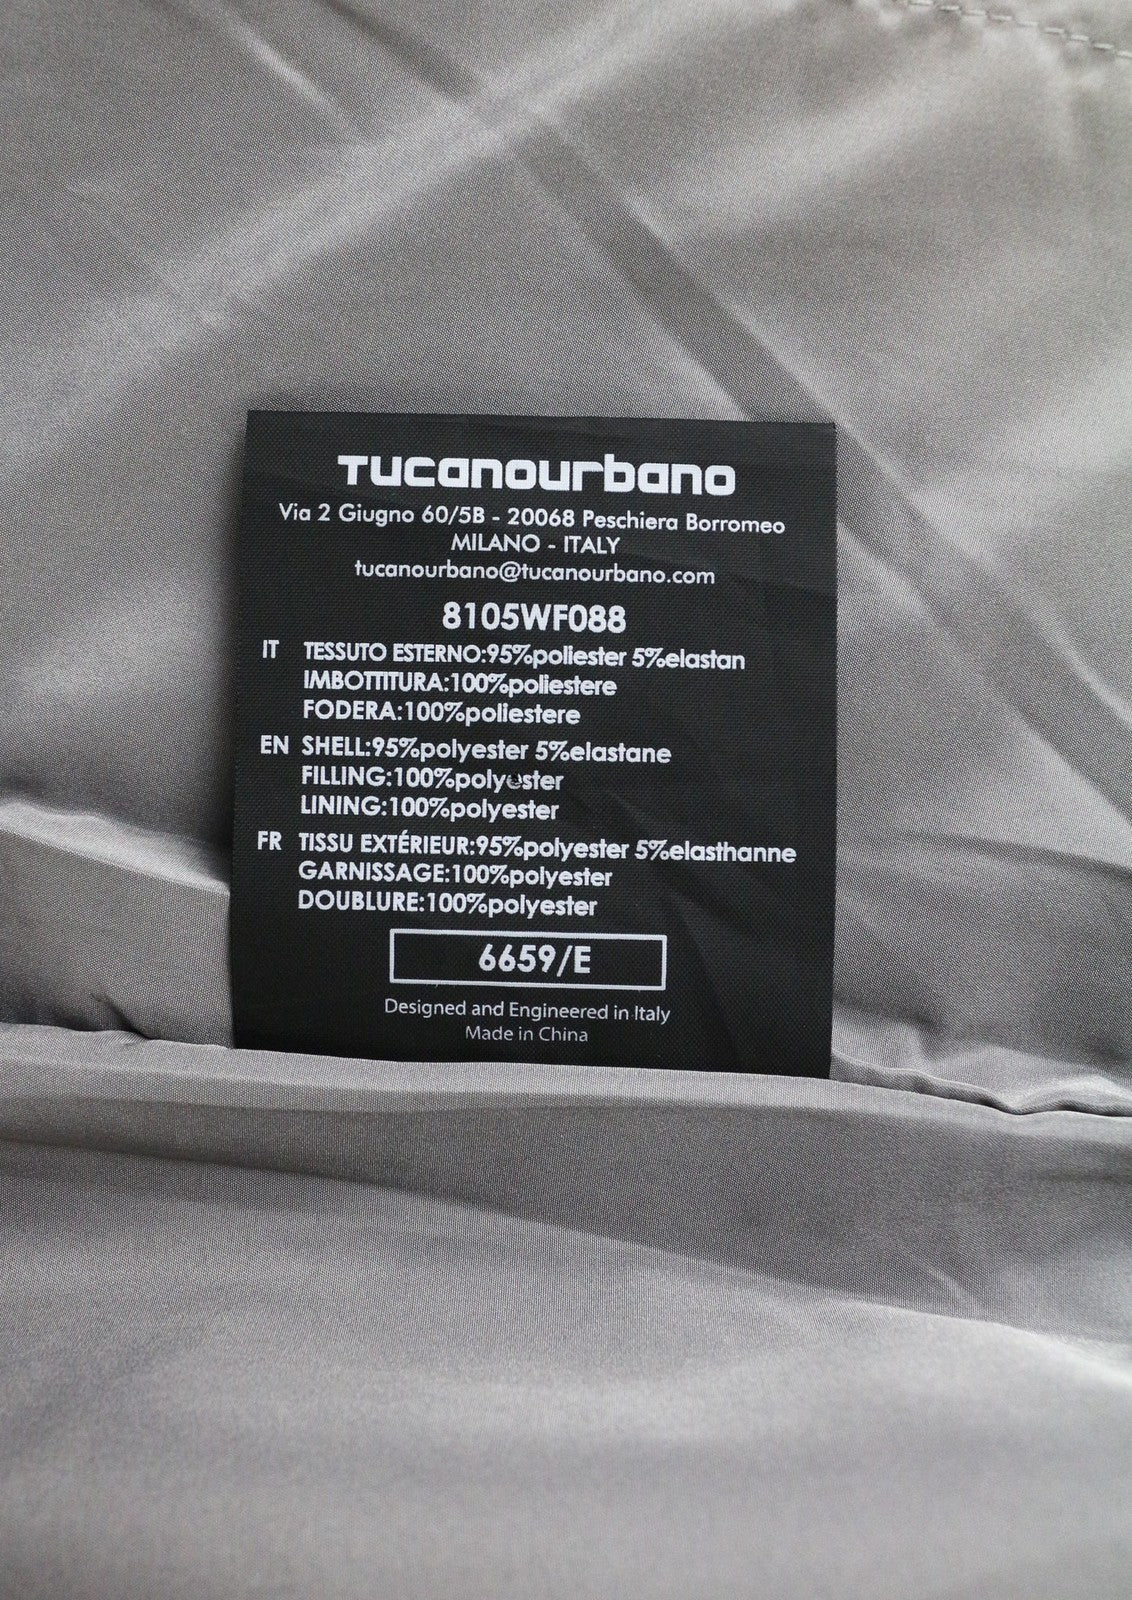 Tucanourbano
Via 2 Giugno 60/5B - 20068 Peschiera Borromeo
MILANO - ITALY
tucanourbano@tucanourbano.com
8105WF088
IT TESSUTO ESTERNO:95%poliester 5%elastan
IMBOTTITURA:100%poliestere
FODERA:100%poliestere
EN SHELL:95%polyester 5%elastane
FILLING:100%polyester
LINING:100%polyester
FR TISSU EXTÉRIEUR:95%polyester 5%elasthanne
GARNISSAGE:100%polyester
DOUBLURE:100%polyester
6659/E
Designed and Engineered in Italy
Made in China